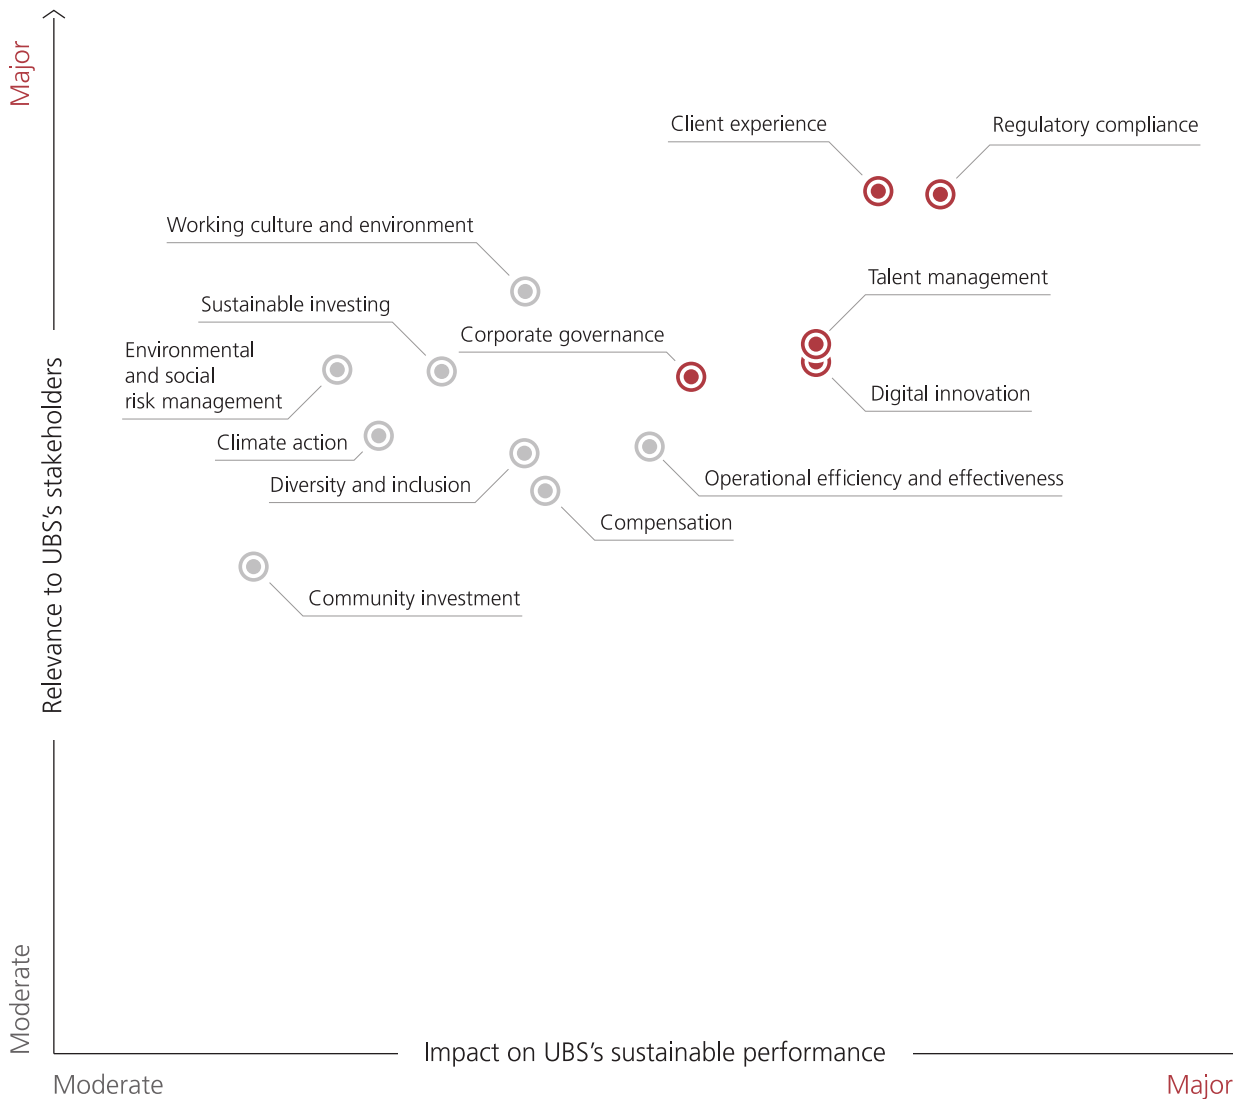 Major
Client experience
Regulatory compliance
Working culture and environment
Talent management
Sustainable investing
Corporate governance
Environmental
and social
risk management
Digital innovation
Climate action
Diversity and inclusion
Operational efficiency and effectiveness
Compensation
Community investment
Relevance to UBS's stakeholders
Moderate
Impact on UBS's sustainable performance
Moderate
Major